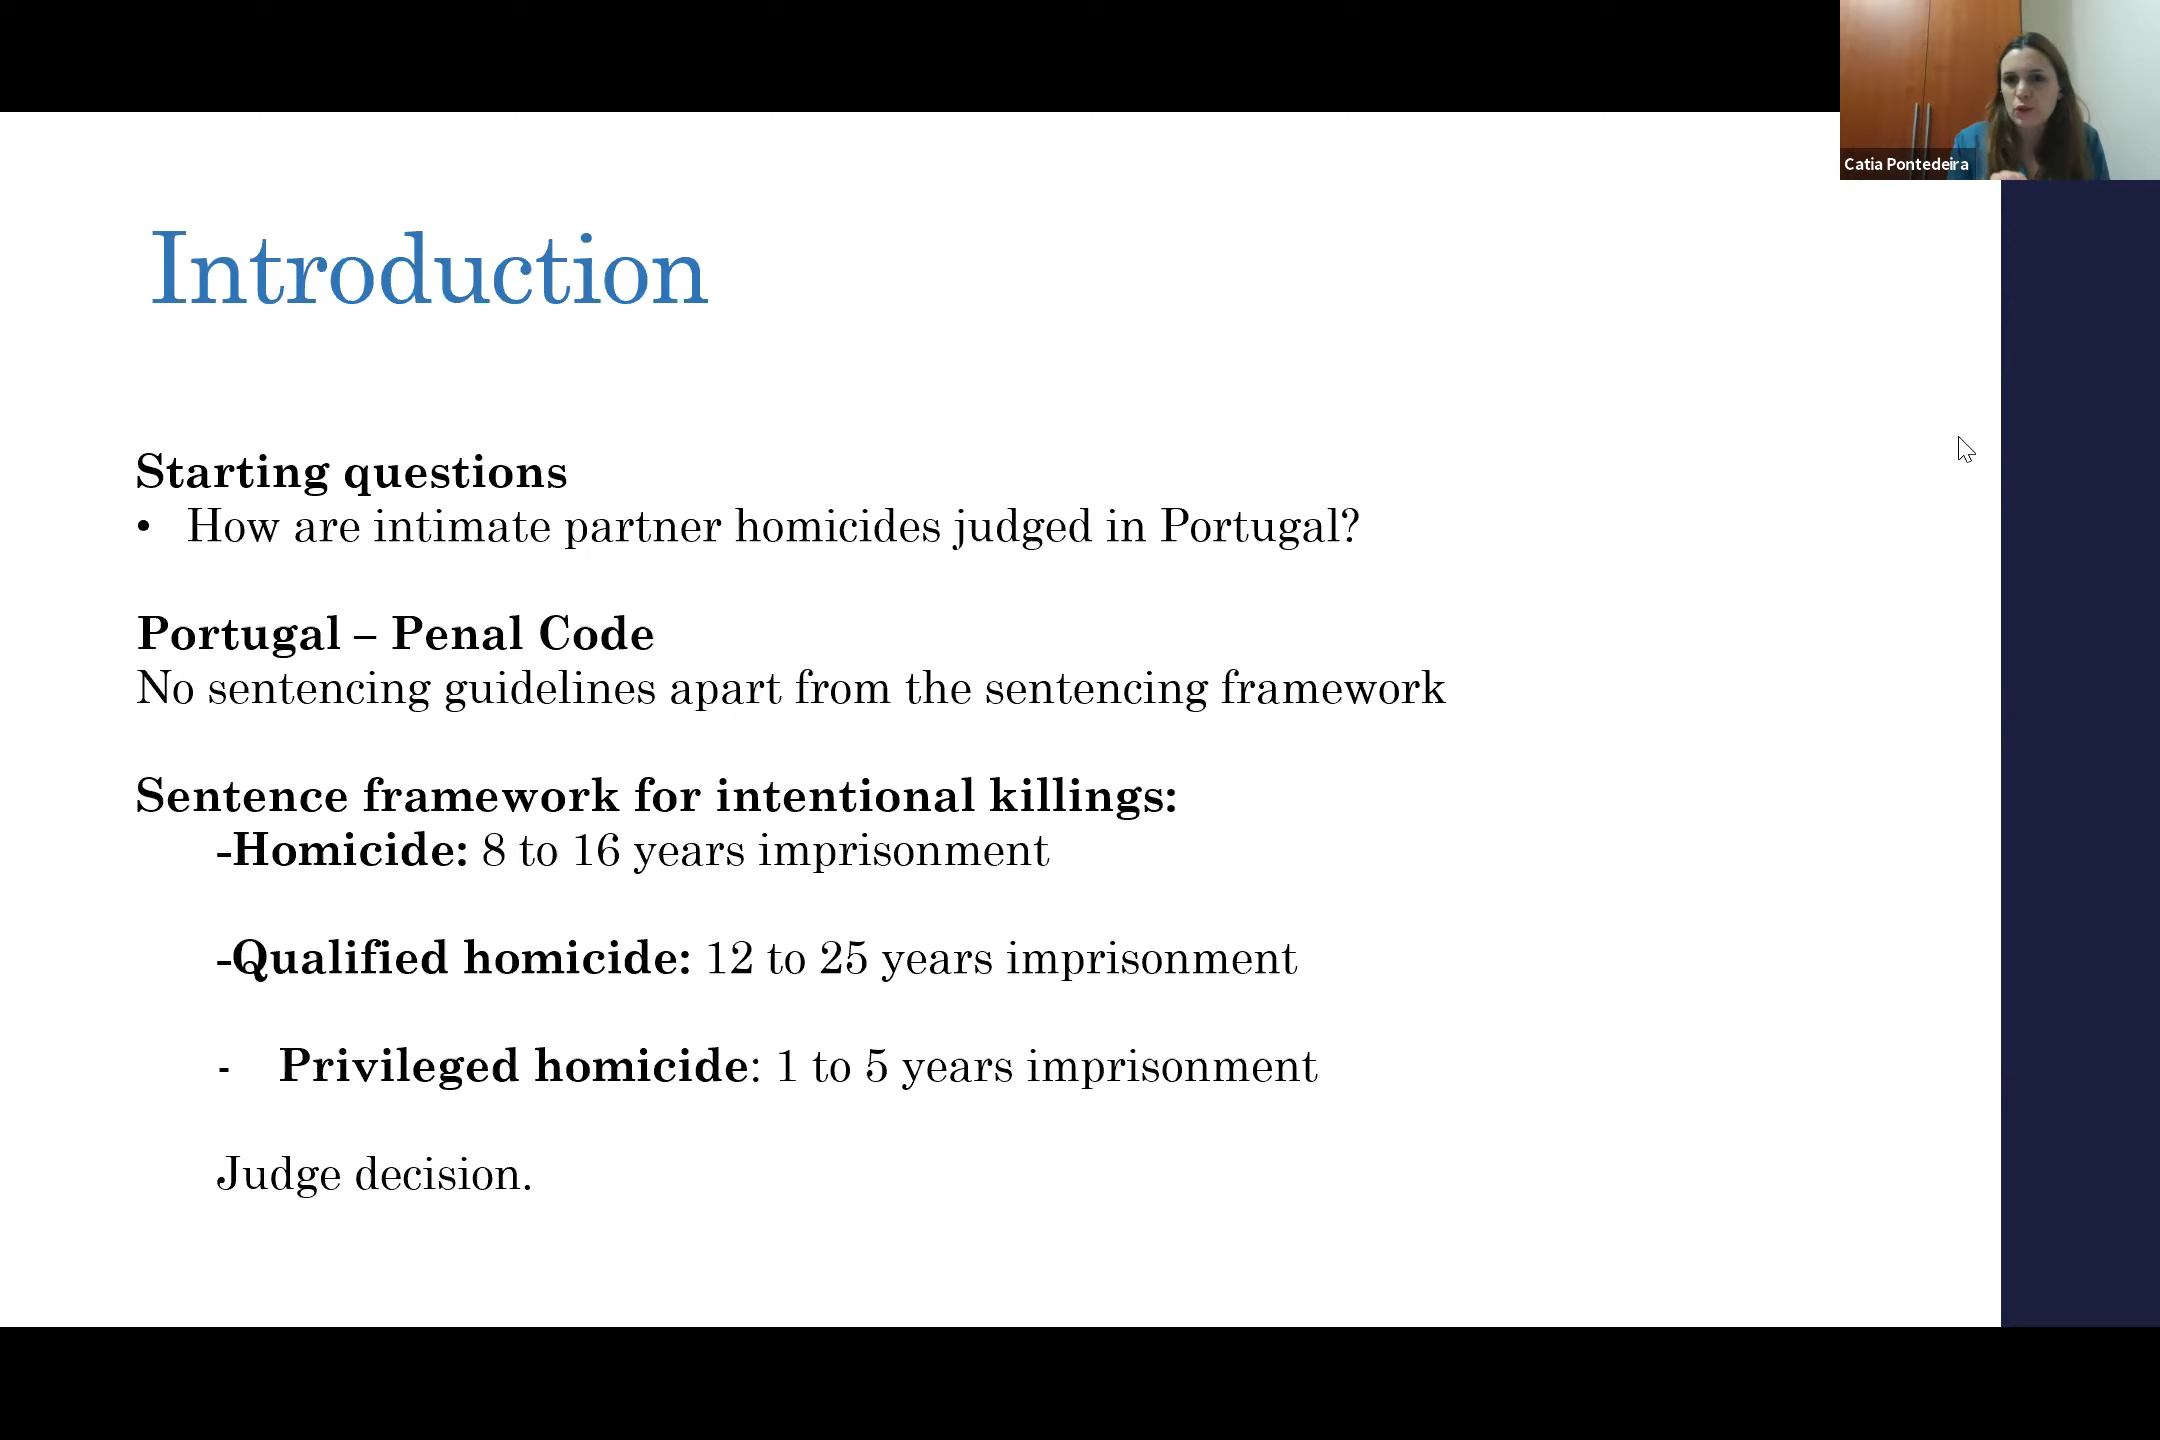 Catia Pontedeira
Introduction
Starting questions
• How are intimate partner homicides judged in Portugal?
Portugal – Penal Code
No sentencing guidelines apart from the sentencing framework
Sentence framework for intentional killings:
-Homicide: 8 to 16 years imprisonment
-Qualified homicide: 12 to 25 years imprisonment
- Privileged homicide: 1 to 5 years imprisonment
Judge decision.